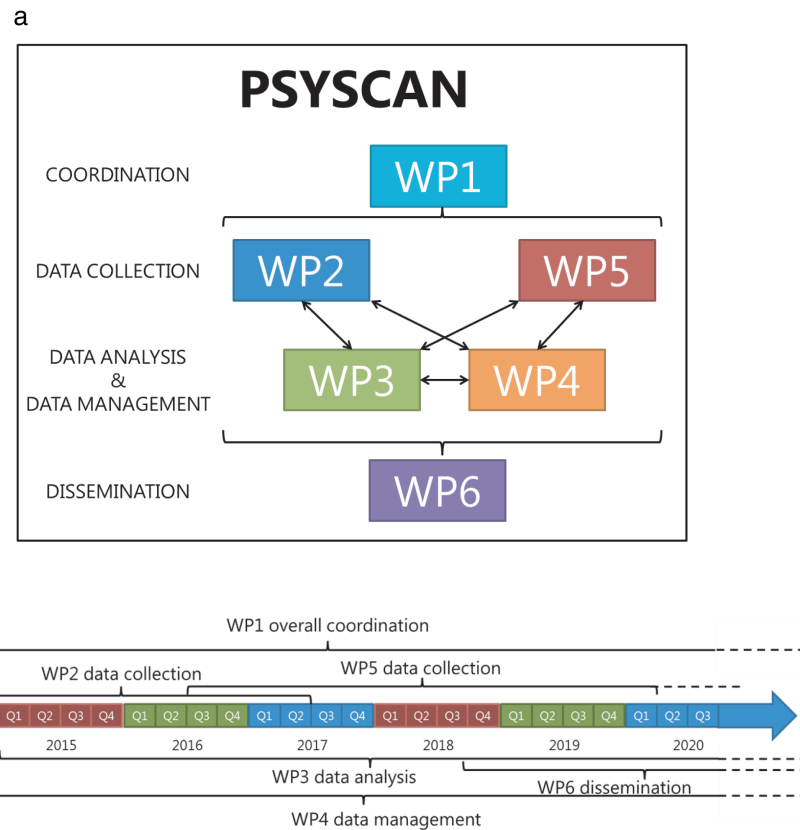 a
PSYSCAN
COORDINATION
WP1
DATA COLLECTION
WP2
WP5
DATA ANALYSIS
&
DATA MANAGEMENT
WP3
WP4
DISSEMINATION
WP6
WP1 overall coordination
WP2 data collection
WP5 data collection
Q1 Q2 Q3 Q4 Q1 Q2 Q3 Q4 Q1 Q2 Q3 Q4 Q1 Q2 Q3 Q4 Q1 Q2 Q3 Q4 Q1 Q2 Q3
2015 2016 2017 2018 2019 2020
WP3 data analysis
WP6 dissemination
WP4 data management